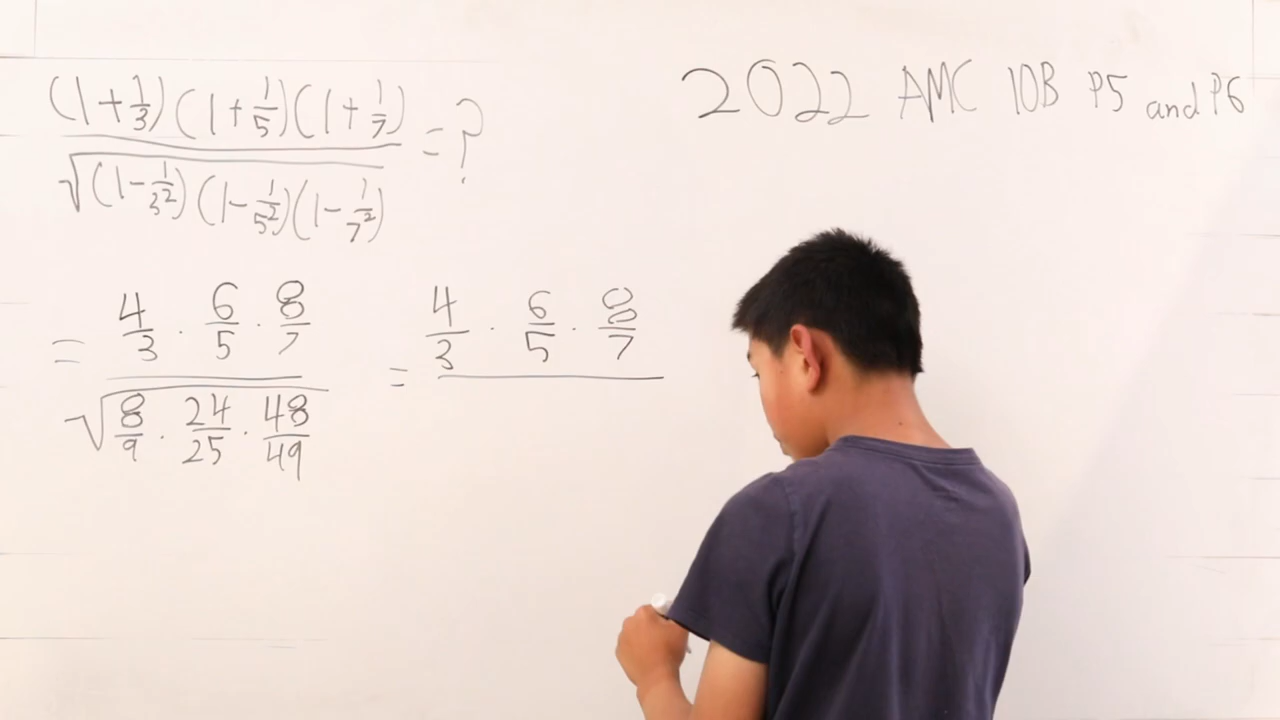 2022 AMC 10B P5 and P6
(1+1/3)(1+1/5)(1+1/7)
= ?
√(1-1/3²)(1-1/5²)(1-1/7²)
= 4/3 · 6/5 · 8/7
√8/9 · 24/25 · 48/49
= 4/3 · 6/5 · 8/7